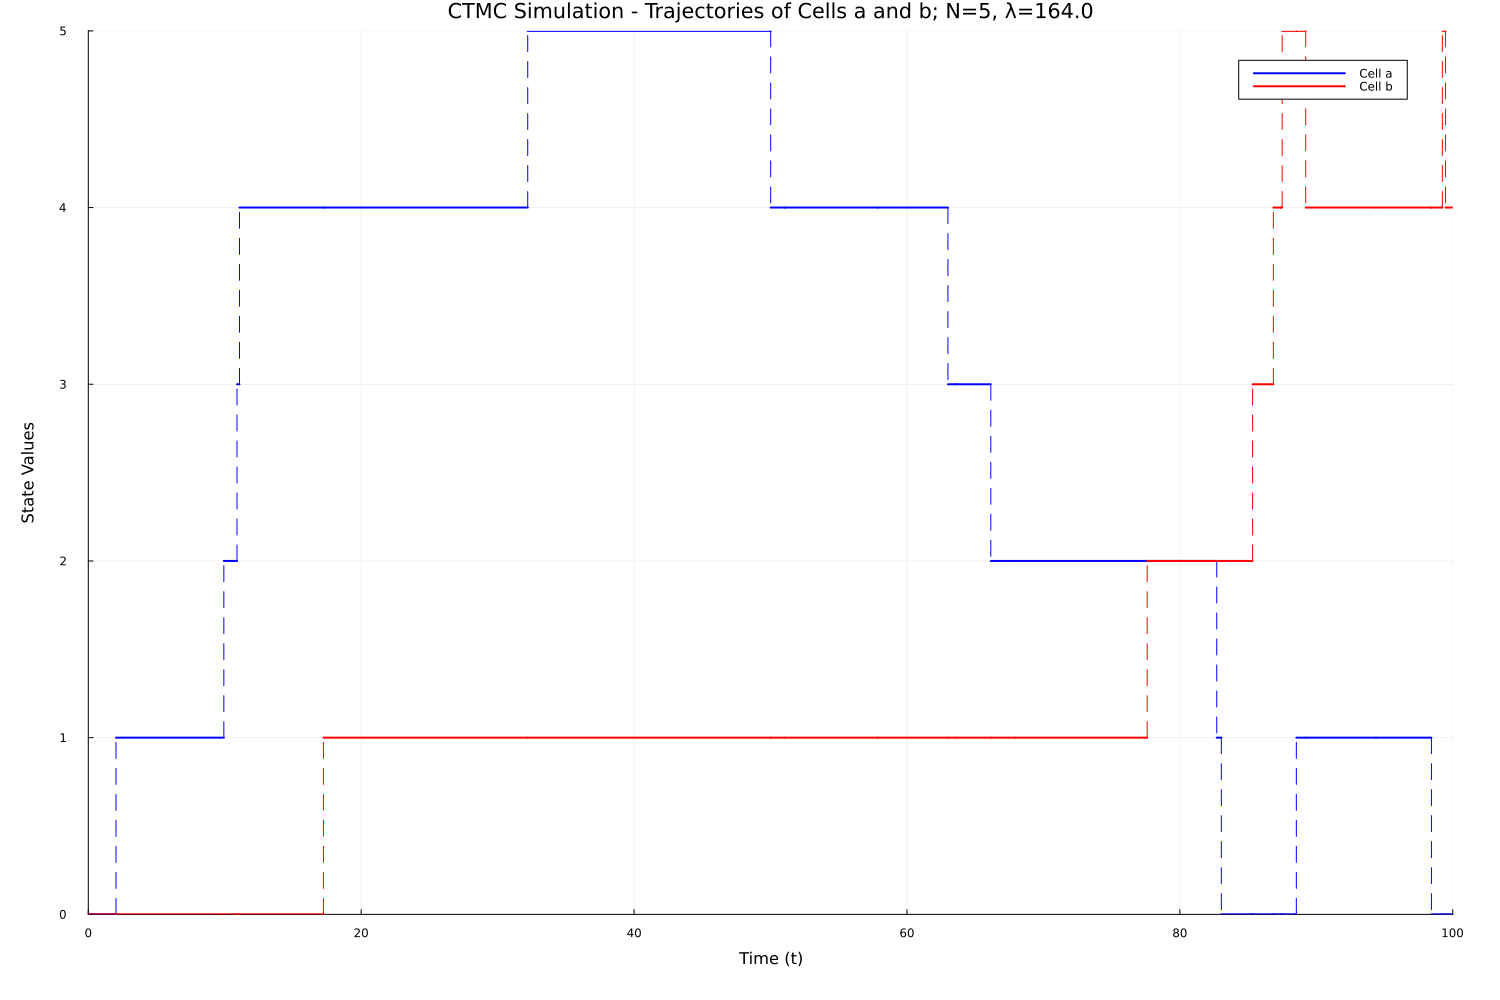 CTMC Simulation - Trajectories of Cells a and b; N=5, λ=164.0
5
Cell a
Cell b
4
3
State Values
2
1
0
0 20 40 60 80 100
Time (t)